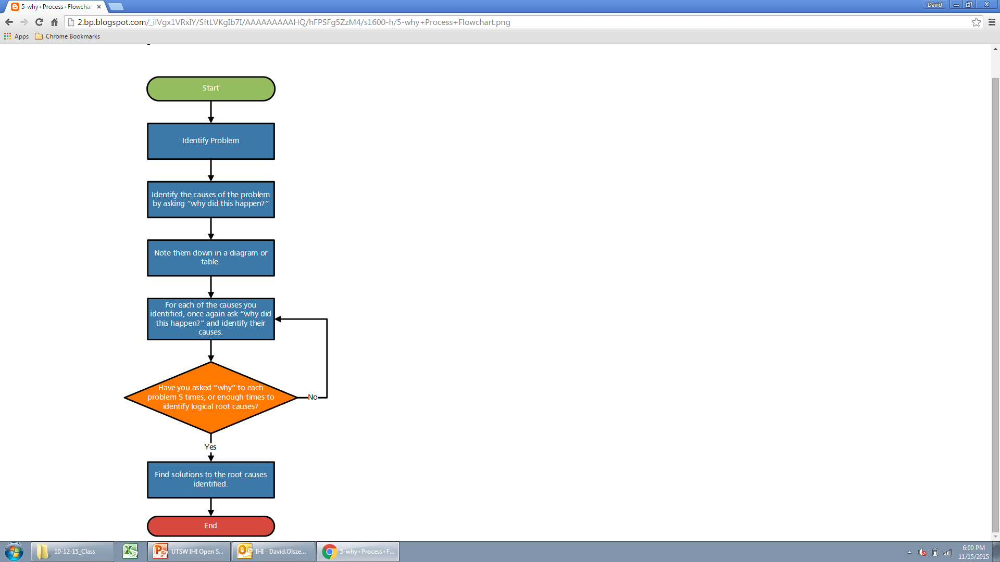 5-why+Process+Flowchar
David
2.bp.blogspot.com/_ilVgx1VRxIY/SftLVKgIb7I/AAAAAAAAAHQ/hFPSFg5ZzM4/s1600-h/5-why+Process+Flowchart.png
Apps
Chrome Bookmarks
Start
Identify Problem
Identify the causes of the problem
by asking “why did this happen?”
Note them down in a diagram or
table.
For each of the causes you
identified, once again ask “why did
this happen?” and identify their
causes.
Have you asked “why” to each
problem 5 times, or enough times to
identify logical root causes?
No
Yes
Find solutions to the root causes
identified.
End
10-12-15_Class
UTSW IHI Open S...
IHI - David.Olsze...
5-why+Process+F...
6:00 PM
11/15/2015